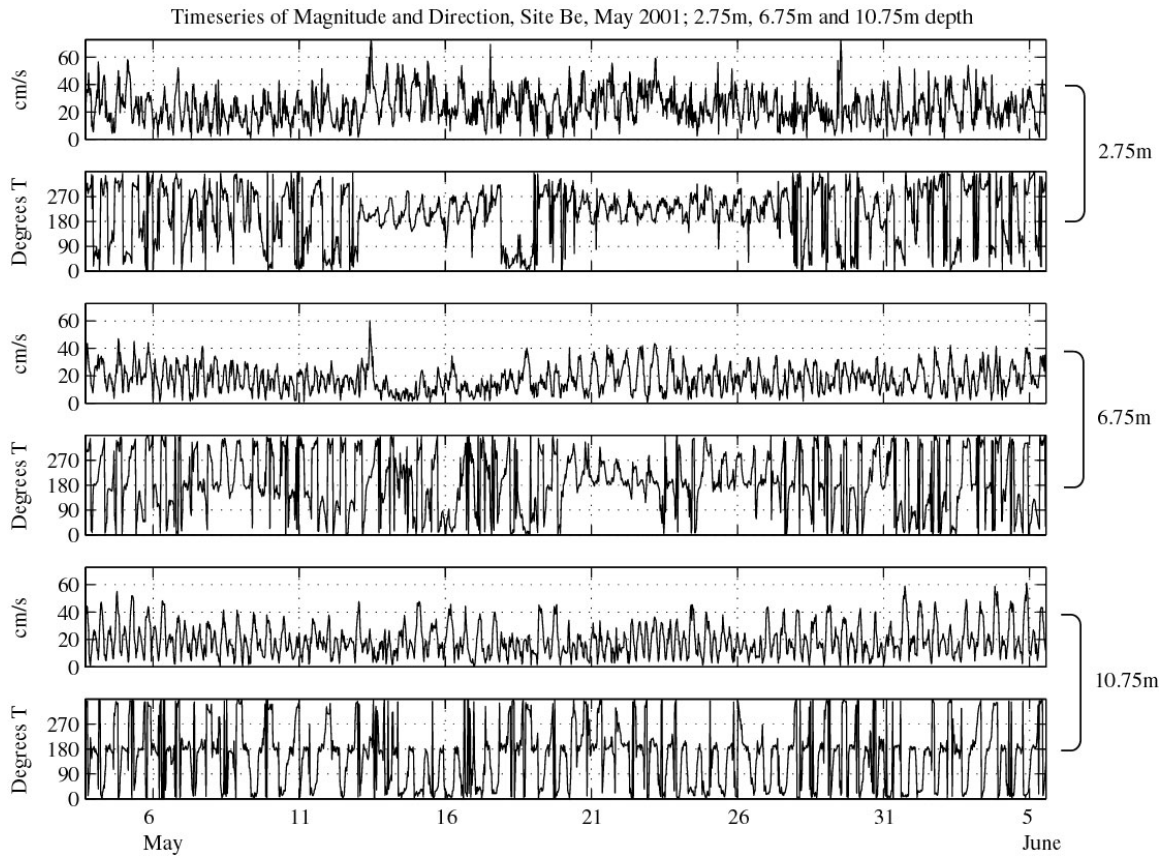 Timeseries of Magnitude and Direction, Site Be, May 2001; 2.75m, 6.75m and 10.75m depth
cm/s
60
40
20
0
Degrees T
270
180
90
0
2.75m
cm/s
60
40
20
0
Degrees T
270
180
90
0
6.75m
cm/s
60
40
20
0
Degrees T
270
180
90
0
10.75m
6 11 16 21 26 31 5
May June